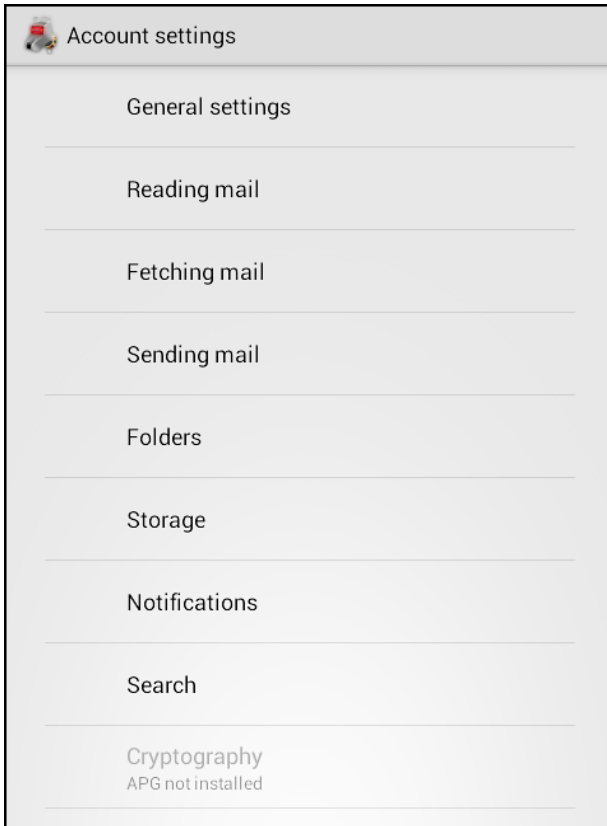 Account settings
General settings
Reading mail
Fetching mail
Sending mail
Folders
Storage
Notifications
Search
Cryptography
APG not installed